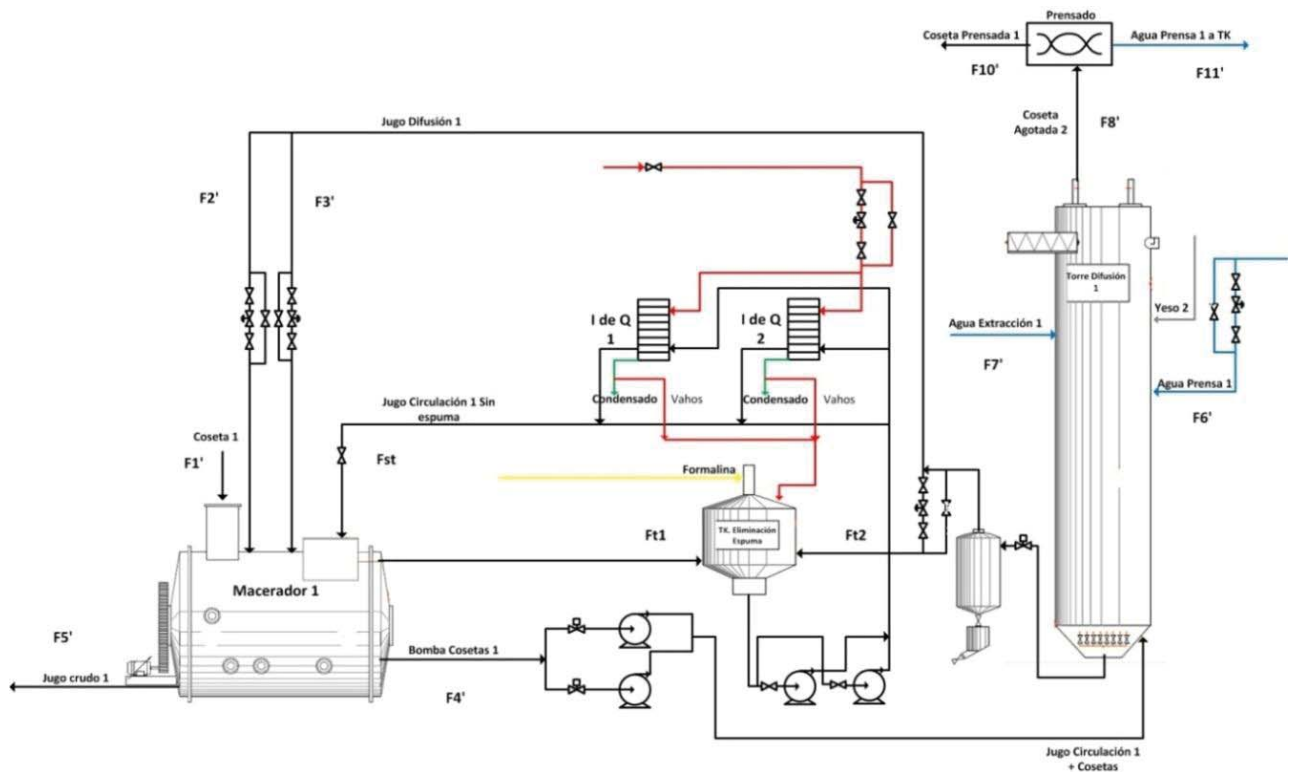 Prensado
Coseta Prensada 1
Agua Prensa 1 a TK
F10'
F11'
Coseta
Agotada 2
F8'
Jugo Difusión 1
F2'
F3'
Torre Difusión
1
Yeso 2
I de Q
1
I de Q
2
Agua Extracción 1
F7'
Agua Prensa 1
F6'
Condensado
Vahos
Condensado
Vahos
Jugo Circulación 1 Sin
espuma
Coseta 1
F1'
Fst
Formalina
TK. Eliminación
Espuma
Ft1
Ft2
Macerador 1
F5'
Bomba Cosetas 1
Jugo crudo 1
F4'
Jugo Circulación 1
+ Cosetas